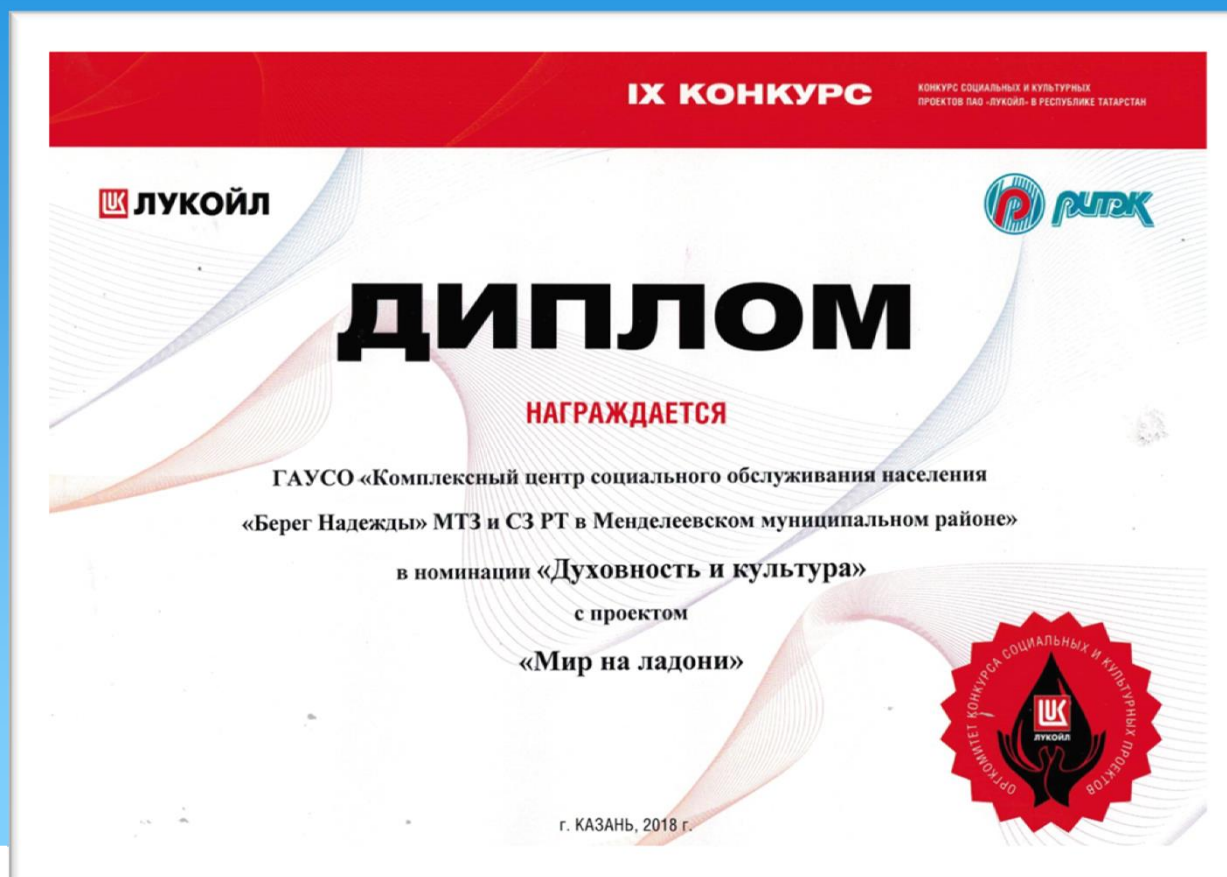 IX КОНКУРС
КОНКУРС СОЦИАЛЬНЫХ И КУЛЬТУРНЫХ
ПРОЕКТОВ ПАО «ЛУКОЙЛ» В РЕСПУБЛИКЕ ТАТАРСТАН
ЛУКОЙЛ
РИТЭК
ДИПЛОМ
НАГРАЖДАЕТСЯ
ГАУСО «Комплексный центр социального обслуживания населения
«Берег Надежды» МТЗ и СЗ РТ в Менделеевском муниципальном районе»
в номинации «Духовность и культура»
с проектом
«Мир на ладони»
ОРГКОМИТЕТ КОНКУРСА СОЦИАЛЬНЫХ И КУЛЬТУРНЫХ ПРОЕКТОВ
ЛУКОЙЛ
г. КАЗАНЬ, 2018 г.